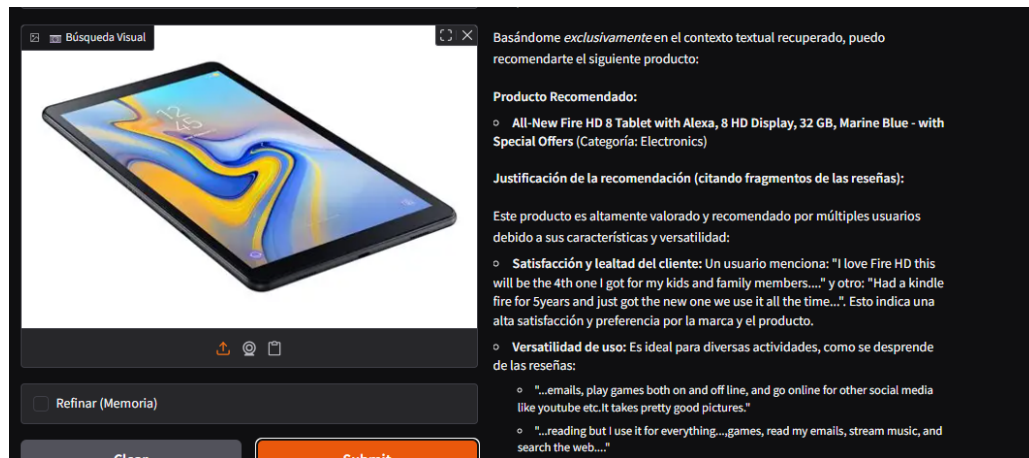 Búsqueda Visual
12
45
Refinar (Memoria)
Clear
Submit
Basándome exclusivamente en el contexto textual recuperado, puedo
recomendarte el siguiente producto:
Producto Recomendado:
All-New Fire HD 8 Tablet with Alexa, 8 HD Display, 32 GB, Marine Blue - with
Special Offers (Categoría: Electronics)
Justificación de la recomendación (citando fragmentos de las reseñas):
Este producto es altamente valorado y recomendado por múltiples usuarios
debido a sus características y versatilidad:
Satisfacción y lealtad del cliente: Un usuario menciona: "I love Fire HD this
will be the 4th one I got for my kids and family members...." y otro: "Had a kindle
fire for 5years and just got the new one we use it all the time...". Esto indica una
alta satisfacción y preferencia por la marca y el producto.
Versatilidad de uso: Es ideal para diversas actividades, como se desprende
de las reseñas:
"...emails, play games both on and off line, and go online for other social media
like youtube etc.It takes pretty good pictures."
"...reading but I use it for everything...,games, read my emails, stream music, and
search the web...."